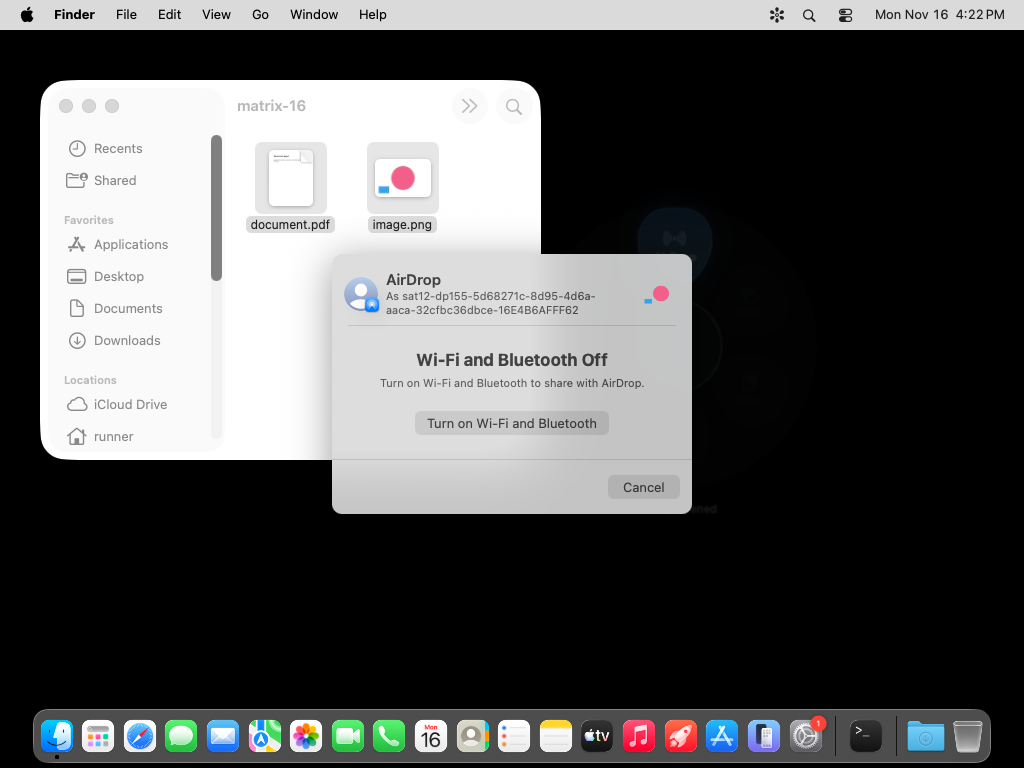 Finder File Edit View Go Window Help Mon Nov 16 4:22 PM
matrix-16
Recents
Shared
Favorites
Applications
Desktop
Documents
Downloads
Locations
iCloud Drive
runner
document.pdf image.png
AirDrop
As sat12-dp155-5d68271c-8d95-4d6a-
aaca-32cfbc36dbce-16E4B6AFFF62
Wi-Fi and Bluetooth Off
Turn on Wi-Fi and Bluetooth to share with AirDrop.
Turn on Wi-Fi and Bluetooth
Cancel
Mon
16
tv
1
>_